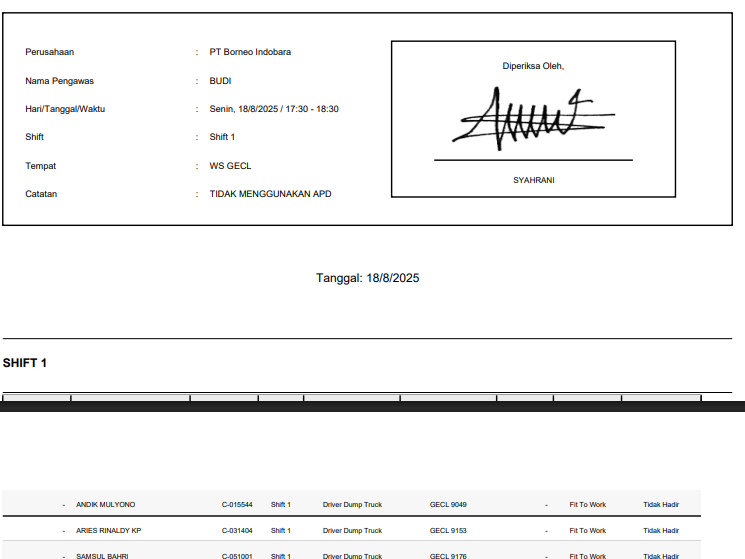 Perusahaan : PT Borneo Indobara
Nama Pengawas : BUDI
Hari/Tanggal/Waktu : Senin, 18/8/2025 / 17:30 - 18:30
Shift : Shift 1
Tempat : WS GECL
Catatan : TIDAK MENGGUNAKAN APD
Diperiksa Oleh,
SYAHRANI
Tanggal: 18/8/2025
SHIFT 1
- ANDIK MULYONO C-015544 Shift 1 Driver Dump Truck GECL 9049 - Fit To Work Tidak Hadir
- ARIES RINALDY KP C-031404 Shift 1 Driver Dump Truck GECL 9153 - Fit To Work Tidak Hadir
- SAMSUL BAHRI C-051001 Shift 1 Driver Dump Truck GECL 9176 - Fit To Work Tidak Hadir